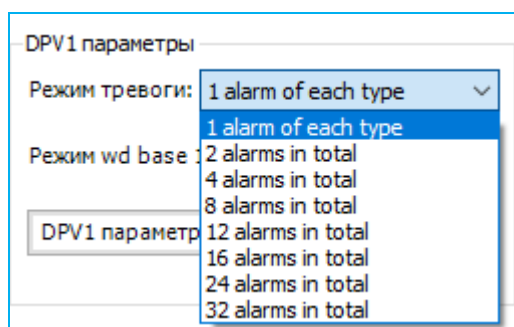 DPV1 параметры
Режим тревоги: 1 alarm of each type
1 alarm of each type
Режим wd base 1
2 alarms in total
4 alarms in total
8 alarms in total
DPV1 параметр
12 alarms in total
16 alarms in total
24 alarms in total
32 alarms in total